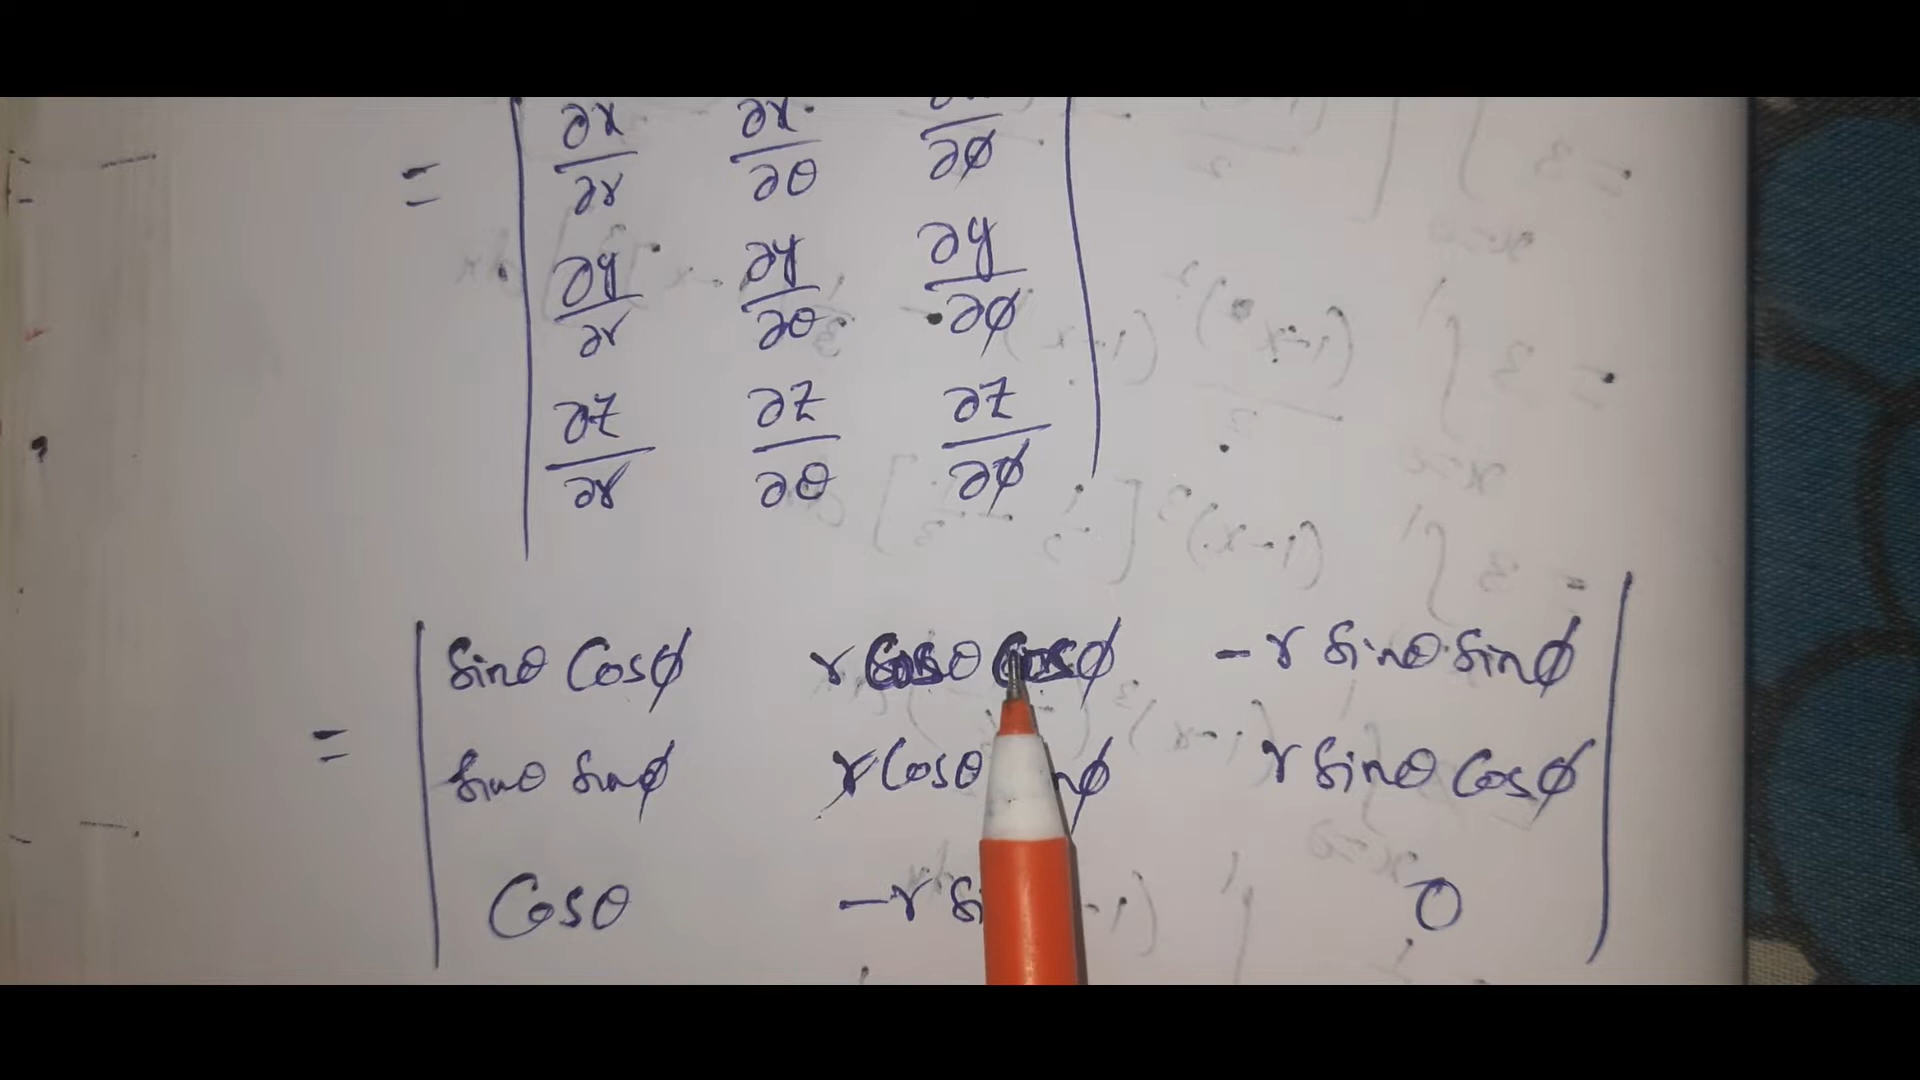 = | ∂x/∂r ∂x/∂θ /∂φ |
| ∂y/∂r ∂y/∂θ ∂y/∂φ |
| ∂z/∂r ∂z/∂θ ∂z/∂φ |
= | sinθ cosφ r cosθ cosφ -r sinθ sinφ |
| sinθ sinφ r cosθ φ r sinθ cosφ |
| cosθ -r 0 |